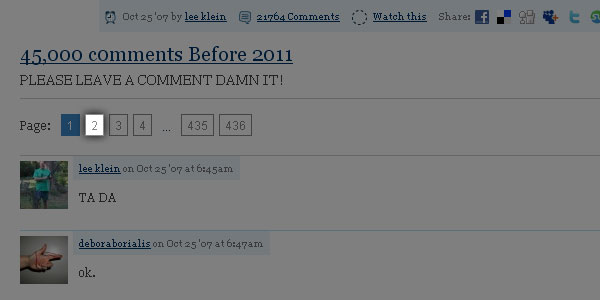 Oct 25 '07 by lee klein 21764 Comments Watch this Share:
45,000 c0mments Before 2011
PLEASE LEAVE A COMMENT DAMN IT!
Page: 1 2 3 4 ... 435 436
lee klein on Oct 25 '07 at 6:45am
TA DA
deboraborialis on Oct 25 '07 at 6:47am
ok.